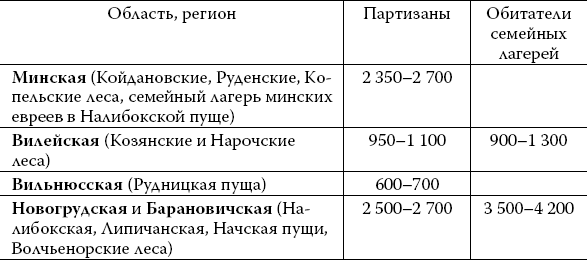 Область, регион Партизаны Обитатели
семейных
лагерей
Минская (Койдановские, Руденские, Ко- 2 350–2 700
пельские леса, семейный лагерь минских
евреев в Налибокской пуще)
Вилейская (Козянские и Нарочские 950–1 100 900–1 300
леса)
Вильнюсская (Рудницкая пуща) 600–700
Новогрудская и Барановичская (На- 2 500–2 700 3 500–4 200
либокская, Липичанская, Начская пущи,
Волчьенорские леса)